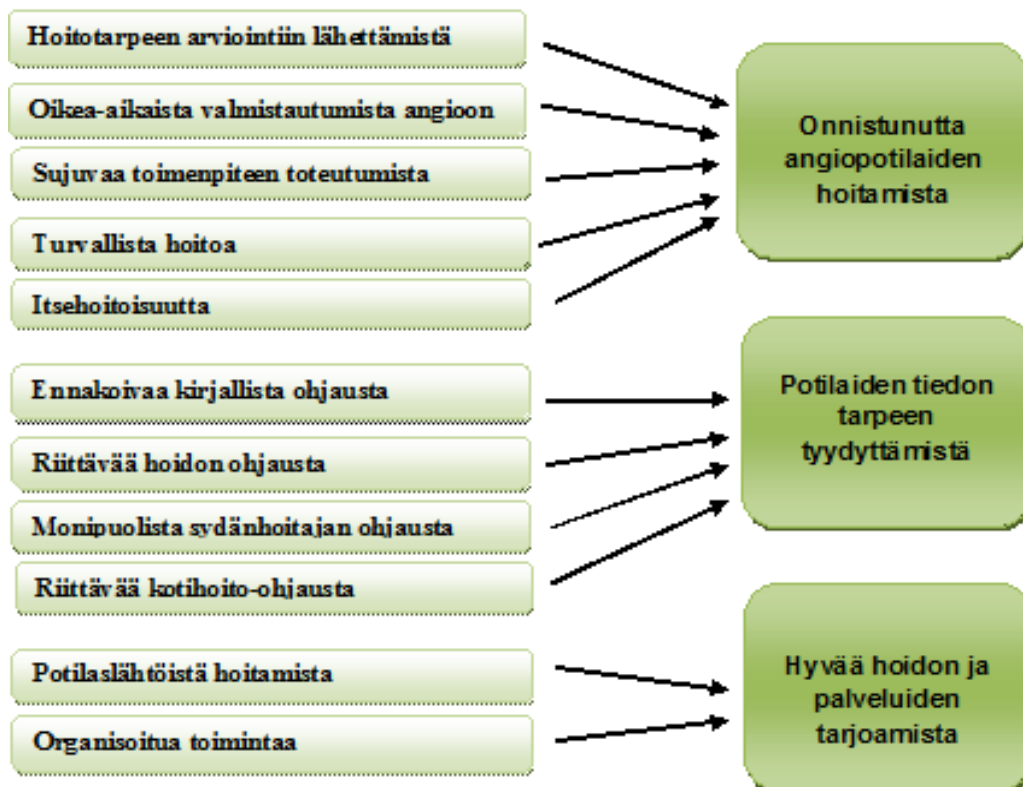 Hoitotarpeen arviointiin lähettämistä
Oikea-aikaista valmistautumista angioon
Sujuvaa toimenpiteen toteutumista
Turvallista hoitoa
Itsehoitoisuutta
Onnistunutta
angiopotilaiden
hoitamista
Ennakoivaa kirjallista ohjausta
Riittävää hoidon ohjausta
Monipuolista sydänhoitajan ohjausta
Riittävää kotihoito-ohjausta
Potilaiden tiedon
tarpeen
tyydyttämistä
Potilaslähtöistä hoitamista
Organisoitua toimintaa
Hyvää hoidon ja
palveluiden
tarjoamista